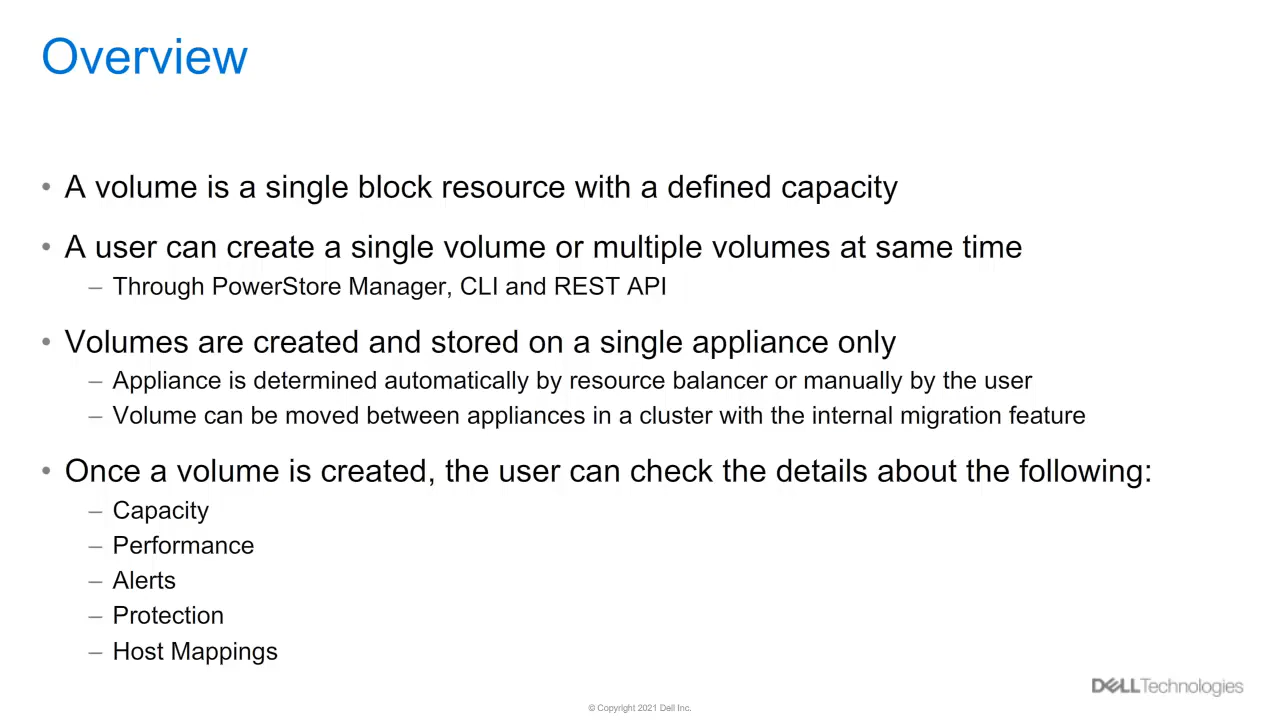 Overview
• A volume is a single block resource with a defined capacity
• A user can create a single volume or multiple volumes at same time
– Through PowerStore Manager, CLI and REST API
• Volumes are created and stored on a single appliance only
– Appliance is determined automatically by resource balancer or manually by the user
– Volume can be moved between appliances in a cluster with the internal migration feature
• Once a volume is created, the user can check the details about the following:
– Capacity
– Performance
– Alerts
– Protection
– Host Mappings
DELL Technologies
© Copyright 2021 Dell Inc.